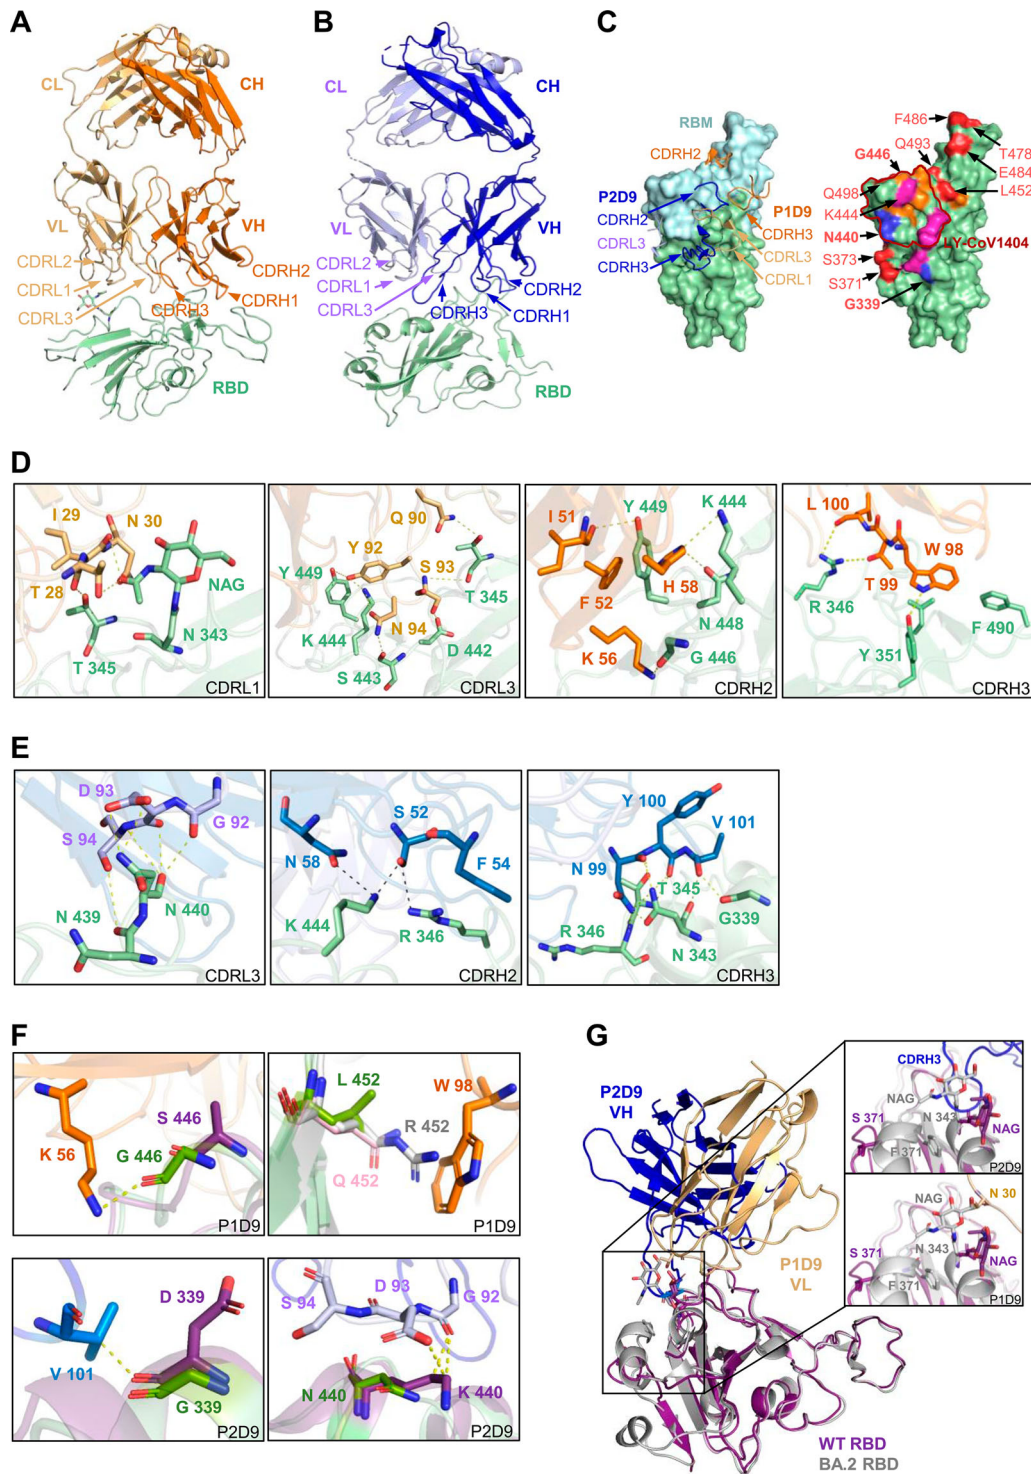 A
CL
CH
VL
VH
CDRL2
CDRL1
CDRL3
CDRH3
CDRH2
CDRH1
RBD
B
CL
CH
VL
VH
CDRL2
CDRL1
CDRL3
CDRH3
CDRH2
CDRH1
RBD
C
RBM
CDRH2
P2D9
CDRH2
CDRL3
CDRH3
P1D9
CDRH3
CDRL3
CDRL1
F486
Q493
T478
G446
E484
L452
Q498
K444
N440
LY-CoV1404
S373
S371
G339
D
I 29
N 30
T 28
NAG
N 343
T 345
CDRL1
Q 90
Y 92
Y 449
S 93
T 345
K 444
N 94
D 442
S 443
CDRL3
Y 449
K 444
I 51
F 52
H 58
N 448
K 56
G 446
CDRH2
L 100
W 98
T 99
R 346
F 490
Y 351
CDRH3
E
D 93
G 92
S 94
N 440
N 439
CDRL3
S 52
N 58
F 54
K 444
R 346
CDRH2
Y 100
V 101
N 99
T 345
G339
R 346
N 343
CDRH3
F
S 446
K 56
G 446
P1D9
L 452
W 98
R 452
Q 452
P1D9
D 339
V 101
G 339
P2D9
D 93
S 94
G 92
N 440
K 440
P2D9
G
P2D9
VH
P1D9
VL
WT RBD
BA.2 RBD
CDRH3
NAG
S 371
N 343
NAG
F 371
P2D9
NAG
N 30
S 371
N 343
NAG
F 371
P1D9